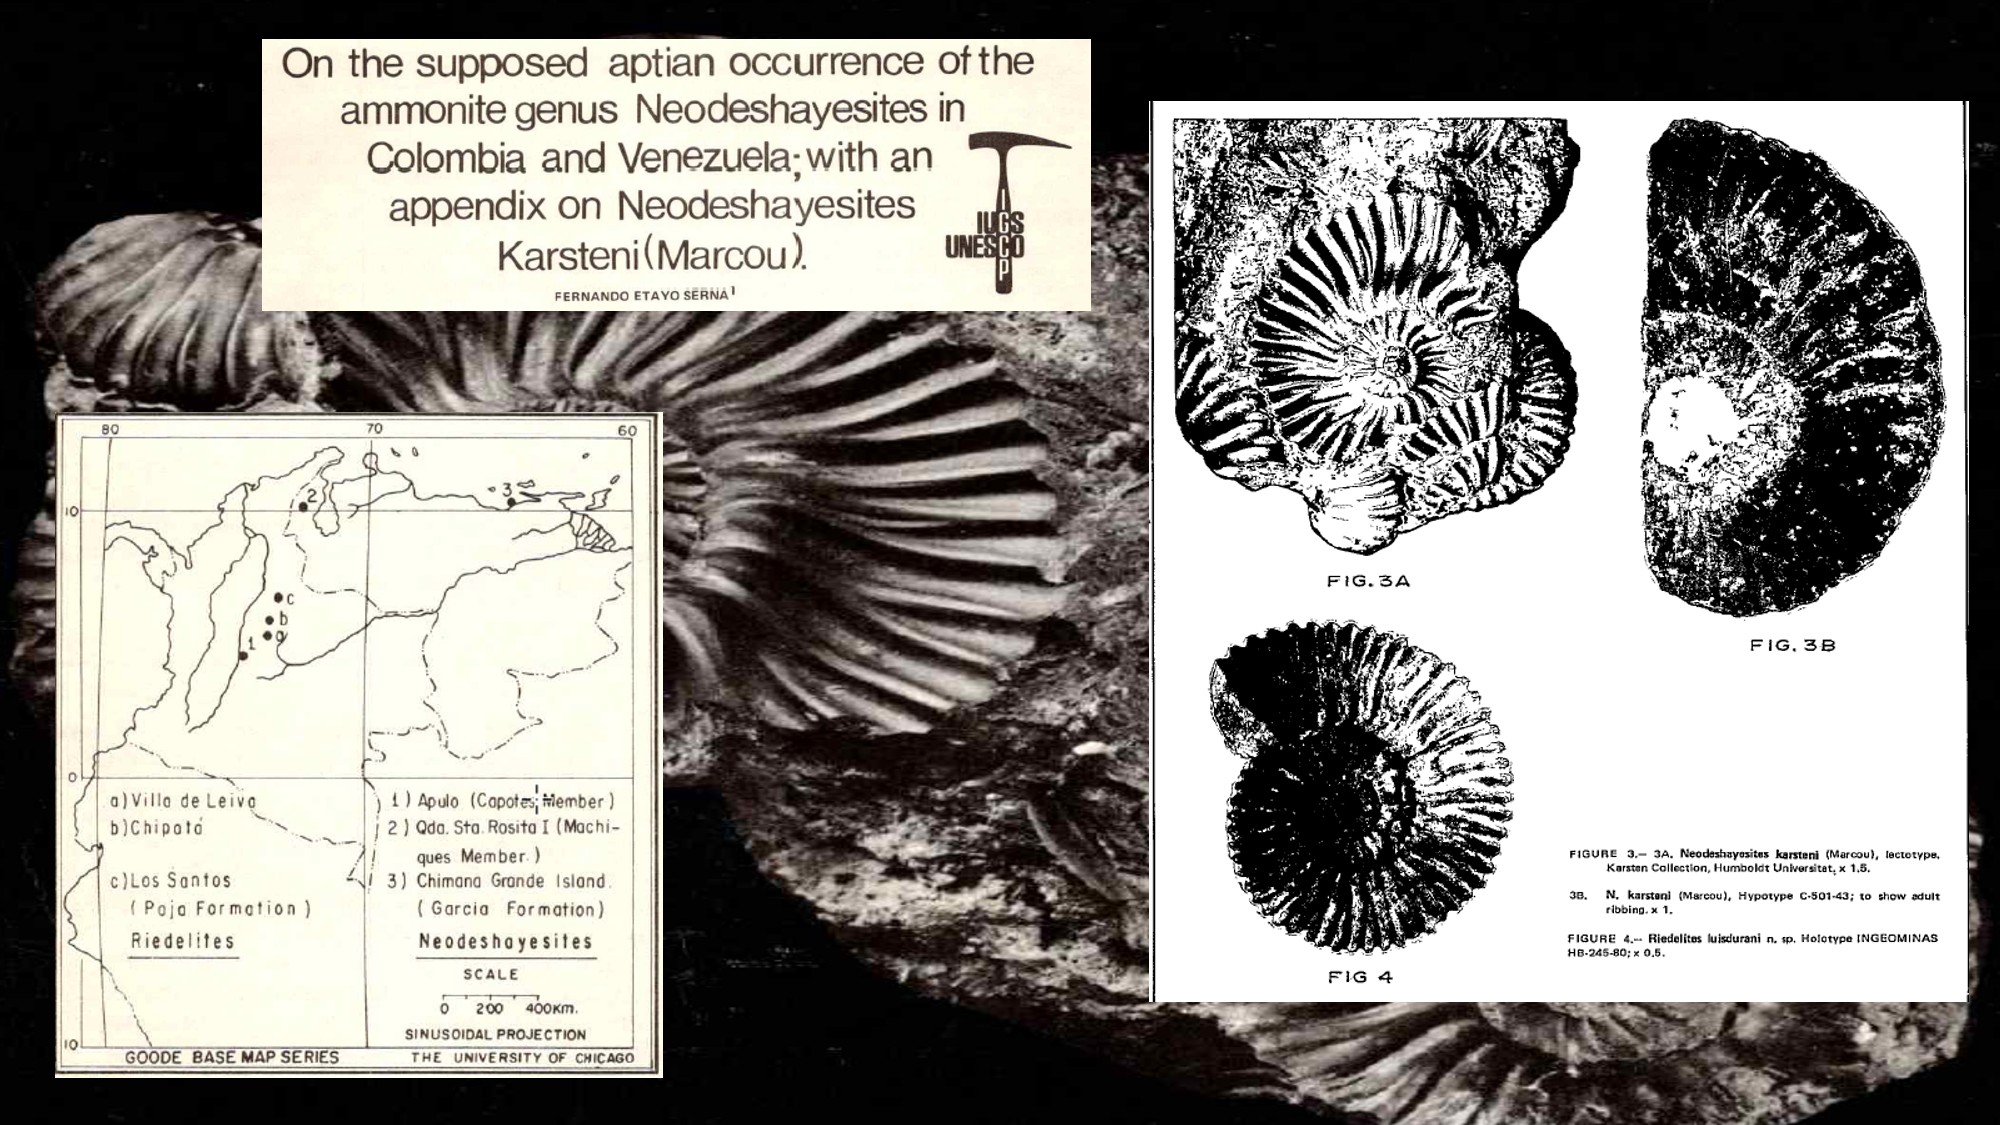 On the supposed aptian occurrence of the
ammonite genus Neodeshayesites in
Colombia and Venezuela; with an
appendix on Neodeshayesites
Karsteni (Marcou).
FERNANDO ETAYO SERNA 1
IUGS
UNESCO
IGCP
80 70 60
10
2
3
c
b
a
1
0
a) Villa de Leiva
b) Chipatá
c) Los Santos
( Paja Formation )
Riedelites
1 ) Apulo (Capotes Member )
2 ) Qda. Sta. Rosita I (Machi-
ques Member. )
3) Chimana Grande Island.
( Garcia Formation)
Neodeshayesites
SCALE
0 200 400Km.
SINUSOIDAL PROJECTION
10
GOODE BASE MAP SERIES THE UNIVERSITY OF CHICAGO
FIG. 3A
FIG. 3B
FIG 4
FIGURE 3.— 3A. Neodeshayesites karsteni (Marcou), lectotype.
Karsten Collection, Humboldt Universitat, x 1.5.
3B. N. karsteni (Marcou), Hypotype C-501-43; to show adult
ribbing. x 1.
FIGURE 4.— Riedelites luisdurani n. sp. Holotype INGEOMINAS
HB-245-80; x 0.5.